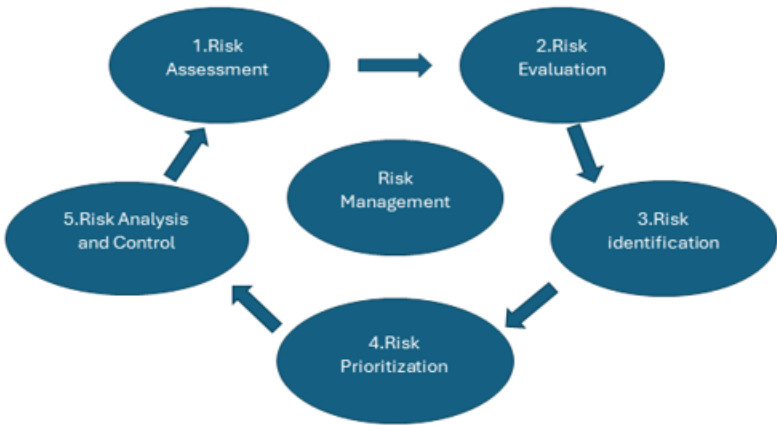 1.Risk
Assessment
2.Risk
Evaluation
Risk
Management
3.Risk
identification
4.Risk
Prioritization
5.Risk Analysis
and Control